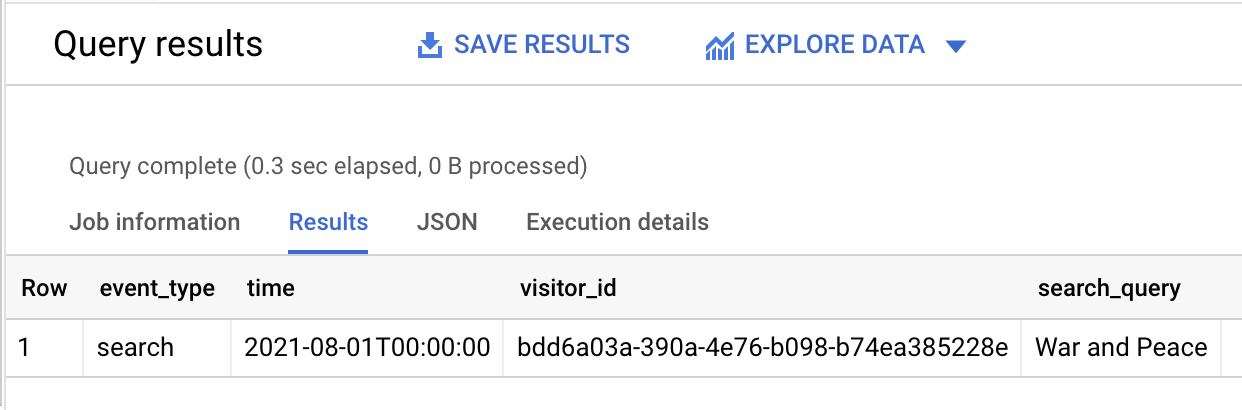 Query results SAVE RESULTS EXPLORE DATA
Query complete (0.3 sec elapsed, 0 B processed)
Job information Results JSON Execution details
Row event_type time visitor_id search_query
1 search 2021-08-01T00:00:00 bdd6a03a-390a-4e76-b098-b74ea385228e War and Peace